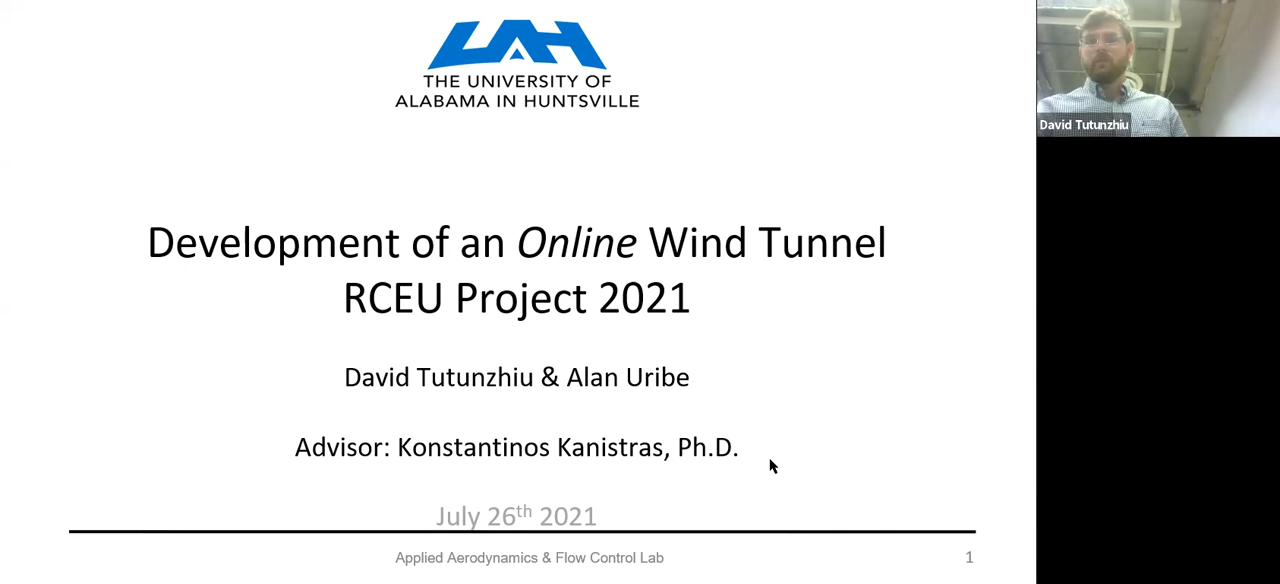 UAH
THE UNIVERSITY OF
ALABAMA IN HUNTSVILLE
David Tutunzhiu
Development of an Online Wind Tunnel
RCEU Project 2021
David Tutunzhiu & Alan Uribe
Advisor: Konstantinos Kanistras, Ph.D.
July 26th 2021
Applied Aerodynamics & Flow Control Lab
1